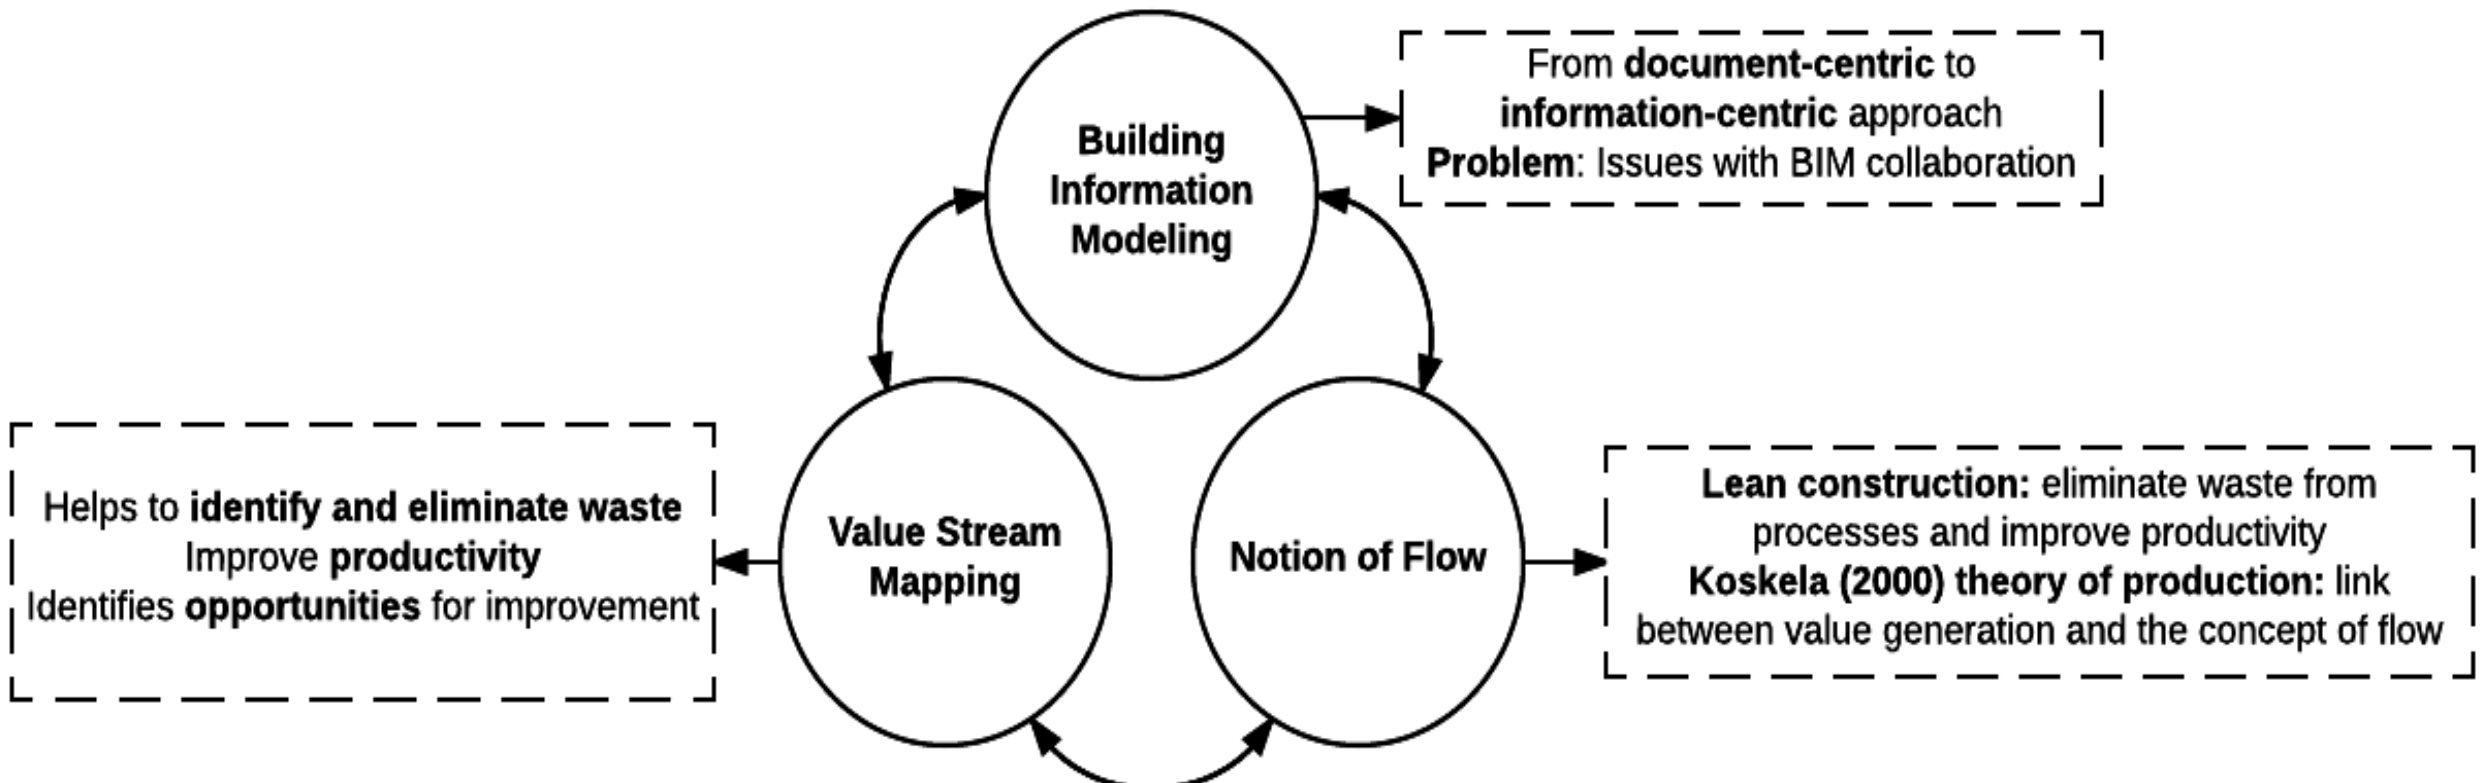 Building
Information
Modeling
From document-centric to
information-centric approach
Problem: Issues with BIM collaboration
Helps to identify and eliminate waste
Improve productivity
Identifies opportunities for improvement
Value Stream
Mapping
Notion of Flow
Lean construction: eliminate waste from
processes and improve productivity
Koskela (2000) theory of production: link
between value generation and the concept of flow